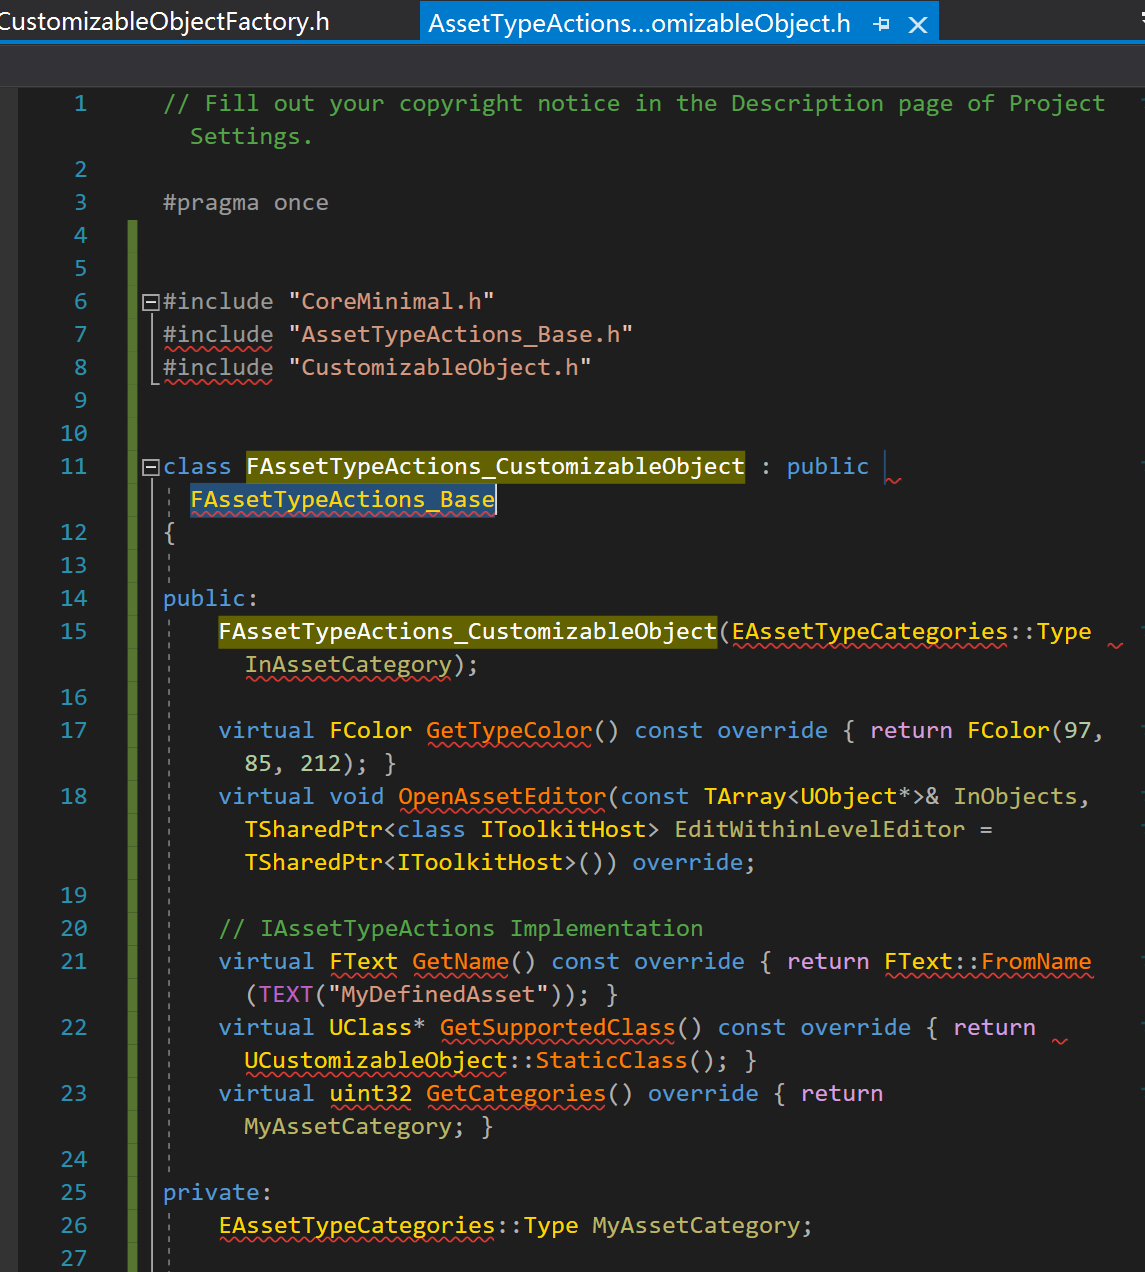 CustomizableObjectFactory.h
AssetTypeActions...omizableObject.h
1 // Fill out your copyright notice in the Description page of Project
Settings.
2
3 #pragma once
4
5
6 #include "CoreMinimal.h"
7 #include "AssetTypeActions_Base.h"
8 #include "CustomizableObject.h"
9
10
11 class FAssetTypeActions_CustomizableObject : public
FAssetTypeActions_Base
12 {
13
14 public:
15 FAssetTypeActions_CustomizableObject(EAssetTypeCategories::Type
InAssetCategory);
16
17 virtual FColor GetTypeColor() const override { return FColor(97,
85, 212); }
18 virtual void OpenAssetEditor(const TArray<UObject*>& InObjects,
TSharedPtr<class IToolkitHost> EditWithinLevelEditor =
TSharedPtr<IToolkitHost>()) override;
19
20 // IAssetTypeActions Implementation
21 virtual FText GetName() const override { return FText::FromName
(TEXT("MyDefinedAsset")); }
22 virtual UClass* GetSupportedClass() const override { return
UCustomizableObject::StaticClass(); }
23 virtual uint32 GetCategories() override { return
MyAssetCategory; }
24
25 private:
26 EAssetTypeCategories::Type MyAssetCategory;
27